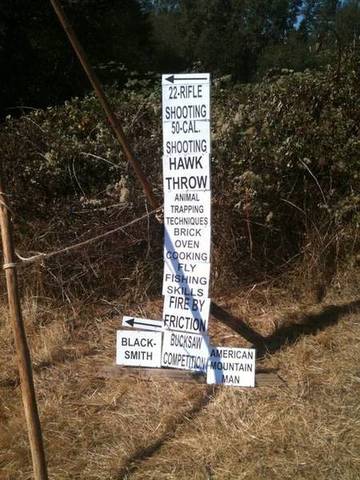 22-RIFLE
SHOOTING
50-CAL.
SHOOTING
HAWK
THROW
ANIMAL
TRAPPING
TECHNIQUES
BRICK
OVEN
COOKING
FLY
FISHING
SKILLS
FIRE BY
FRICTION
BLACK-
SMITH
BUCKSAW
COMPETITION
AMERICAN
MOUNTAIN
MAN